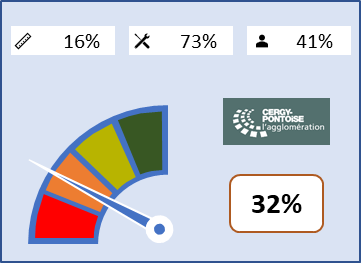 16%
73%
41%
CERGY-
PONTOISE
l'agglomération
32%